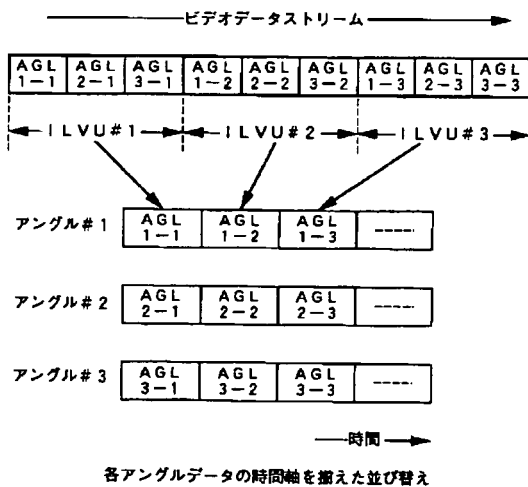 ビデオデータストリーム
AGL AGL AGL AGL AGL AGL AGL AGL AGL
1−1 2−1 3−1 1−2 2−2 3−2 1−3 2−3 3−3
ILVU#1 ILVU#2 ILVU#3
アングル#1
AGL AGL AGL
1−1 1−2 1−3
アングル#2
AGL AGL AGL
2−1 2−2 2−3
アングル#3
AGL AGL AGL
3−1 3−2 3−3
時間
各アングルデータの時間軸を揃えた並び替え